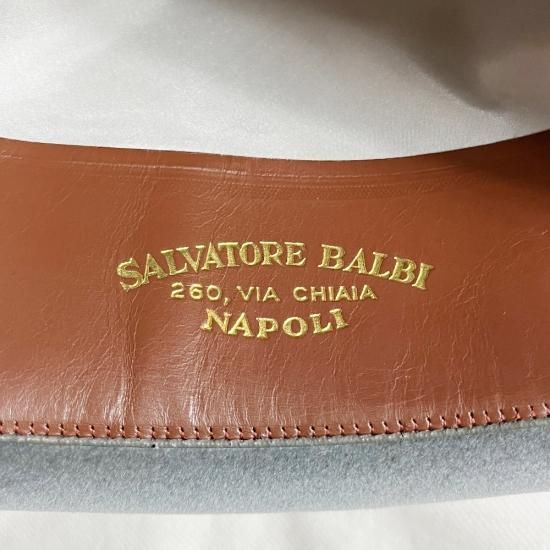 SALVATORE BALBI
260, VIA CHIAIA
NAPOLI